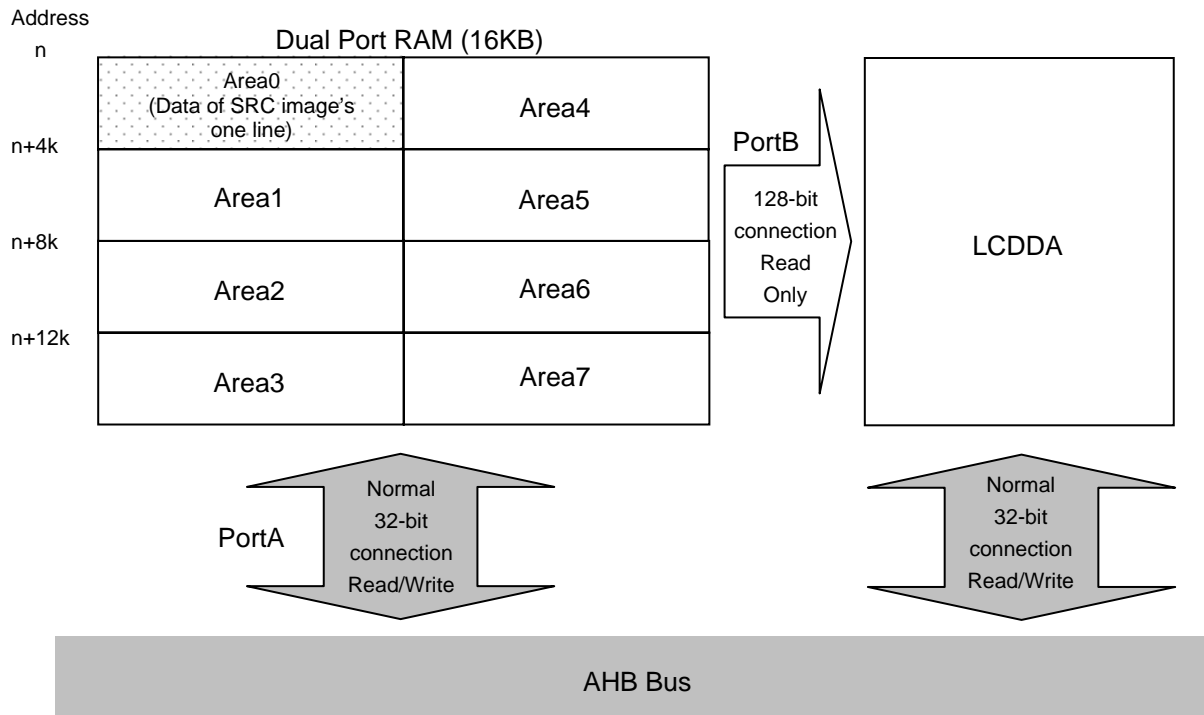 Address
n
Dual Port RAM (16KB)
Area0
(Data of SRC image's
one line)
Area4
n+4k
Area1
Area5
n+8k
Area2
Area6
n+12k
Area3
Area7
PortB
128-bit
connection
Read
Only
LCDDA
PortA
Normal
32-bit
connection
Read/Write
Normal
32-bit
connection
Read/Write
AHB Bus